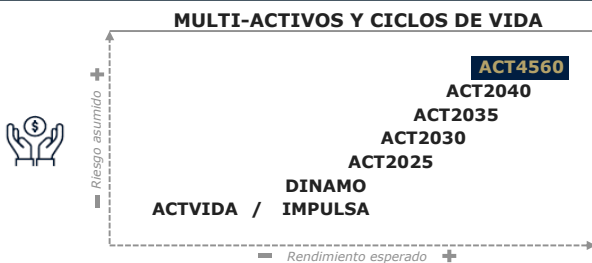 MULTI-ACTIVOS Y CICLOS DE VIDA
ACT4560
ACT2040
ACT2035
ACT2030
ACT2025
DINAMO
ACTVIDA / IMPULSA
Riesgo asumido
Rendimiento esperado
$